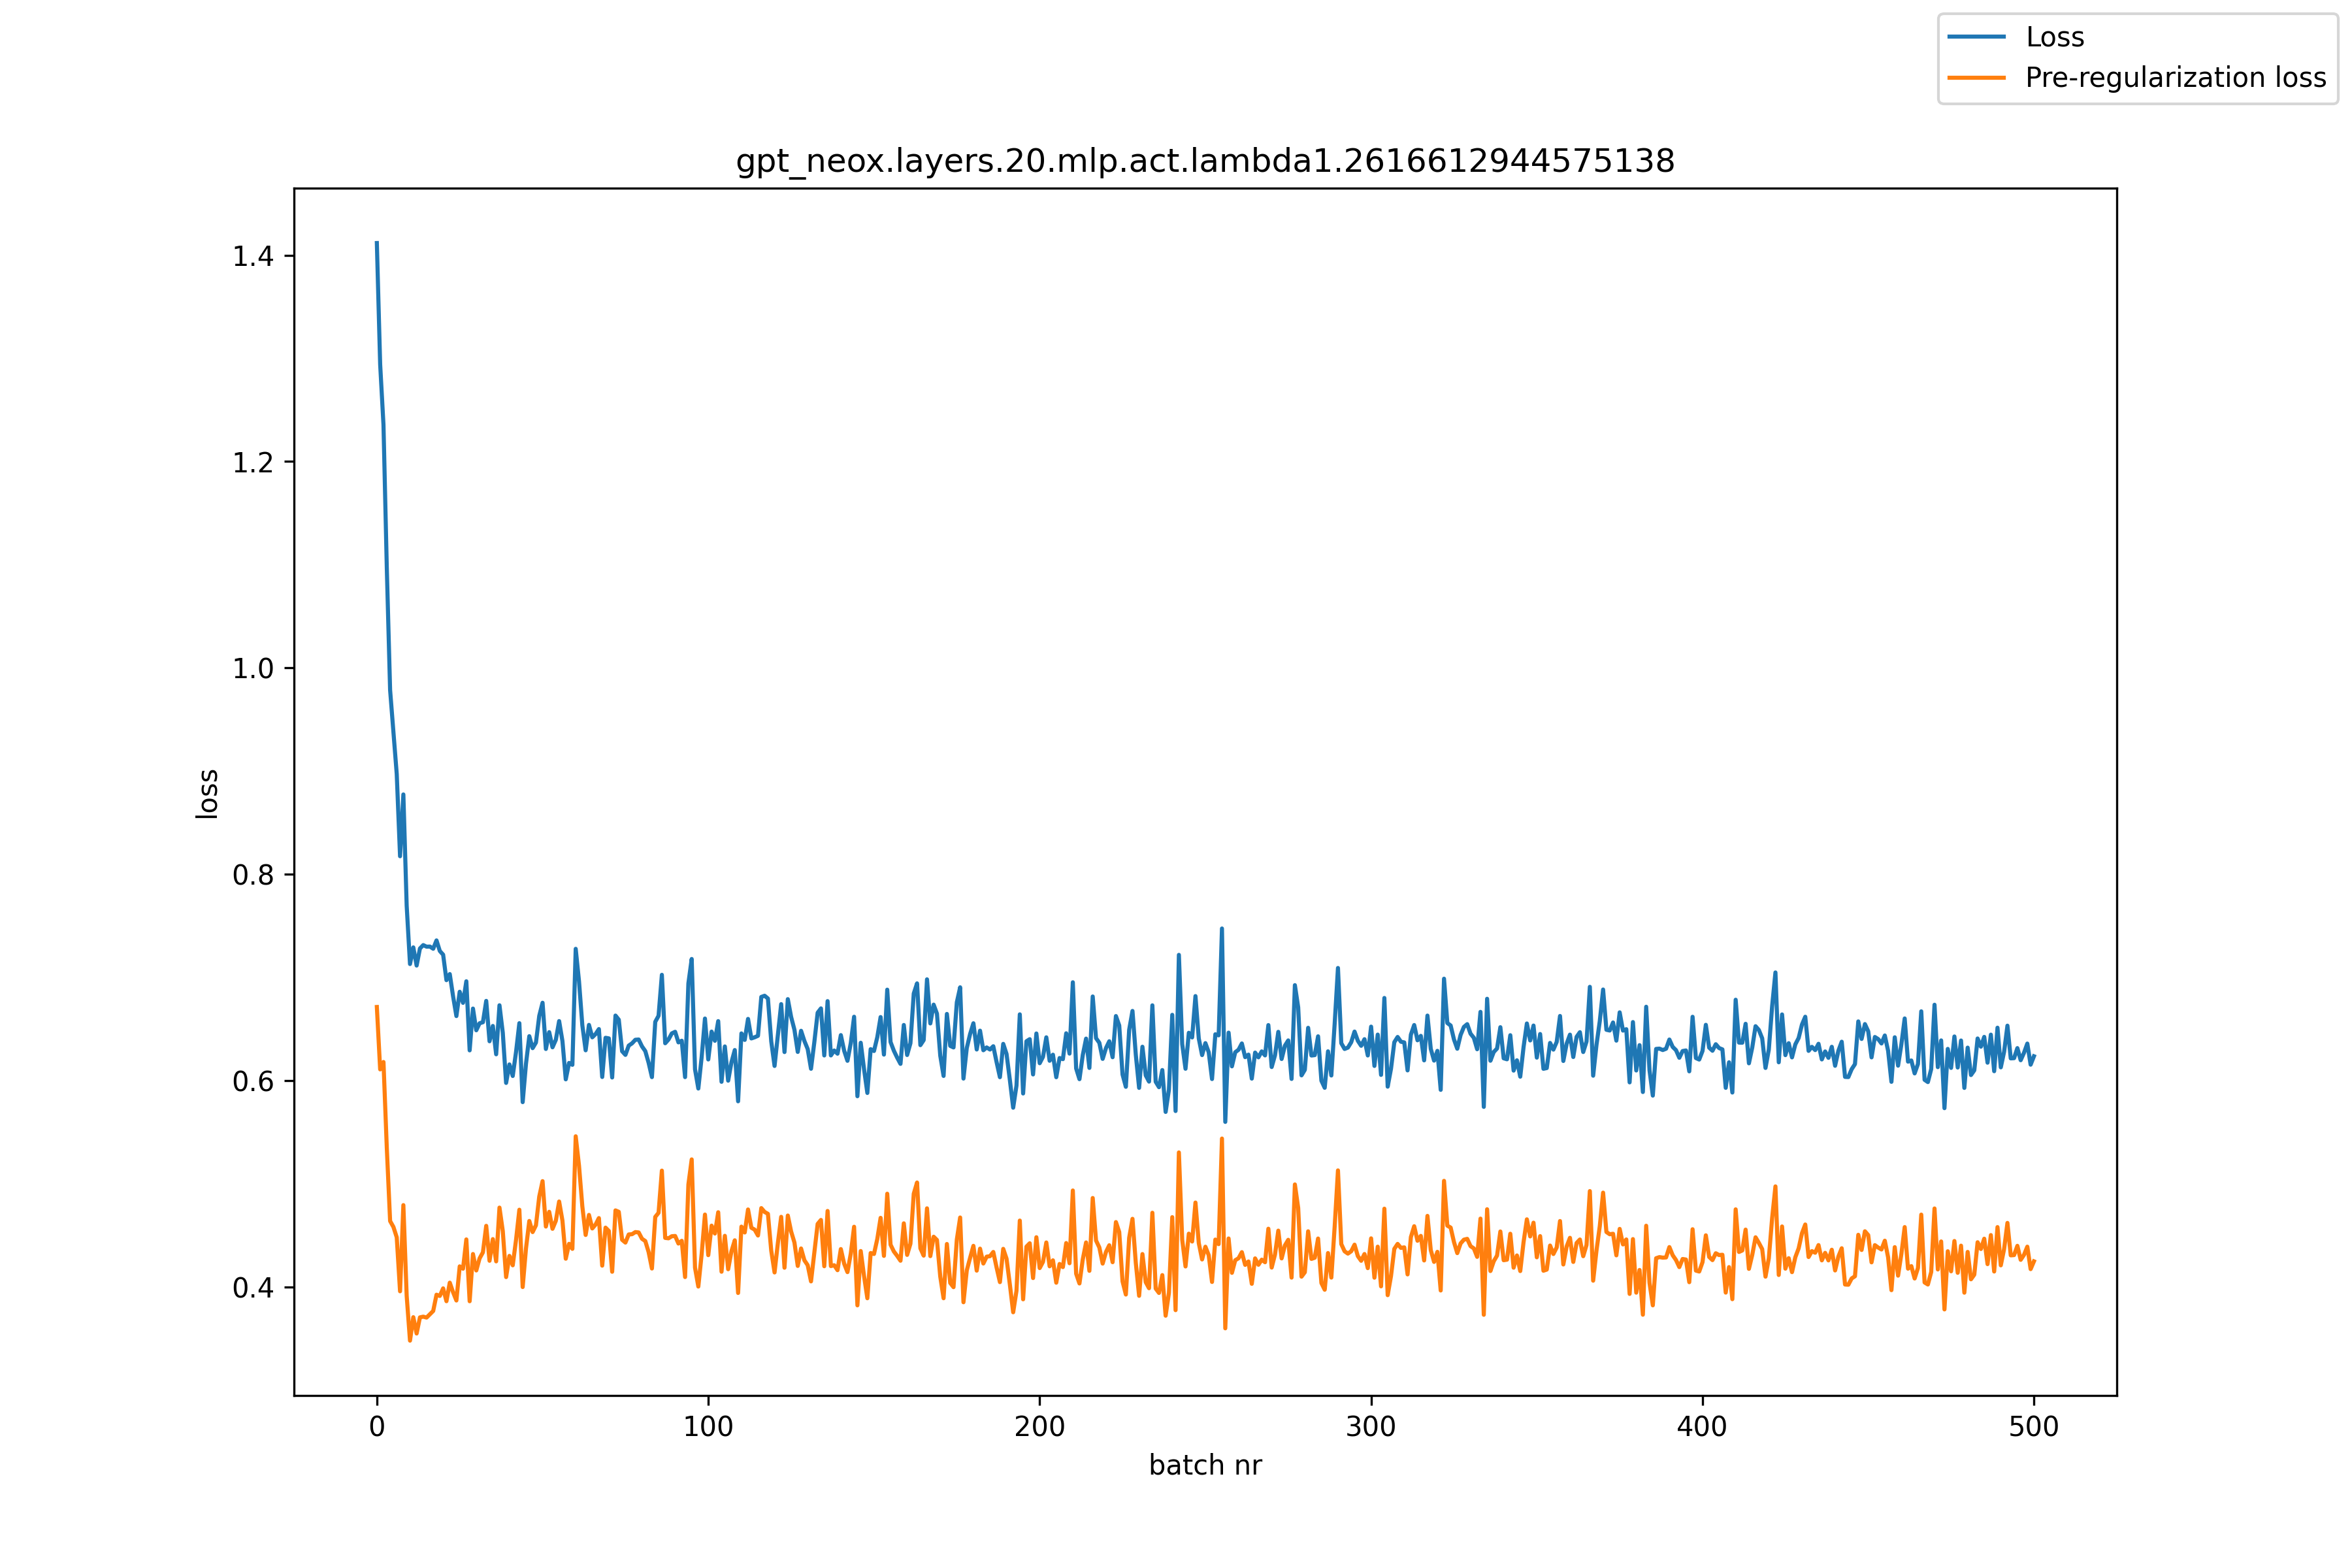 Loss
Pre-regularization loss
gpt_neox.layers.20.mlp.act.lambda1.2616612944575138
1.4
1.2
1.0
0.8
0.6
0.4
loss
0 100 200 300 400 500
batch nr